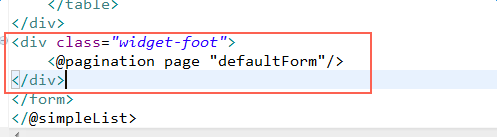 </table>
</div>
<div class="widget-foot">
<@pagination page "defaultForm"/>
</div>
</form>
</@simpleList>